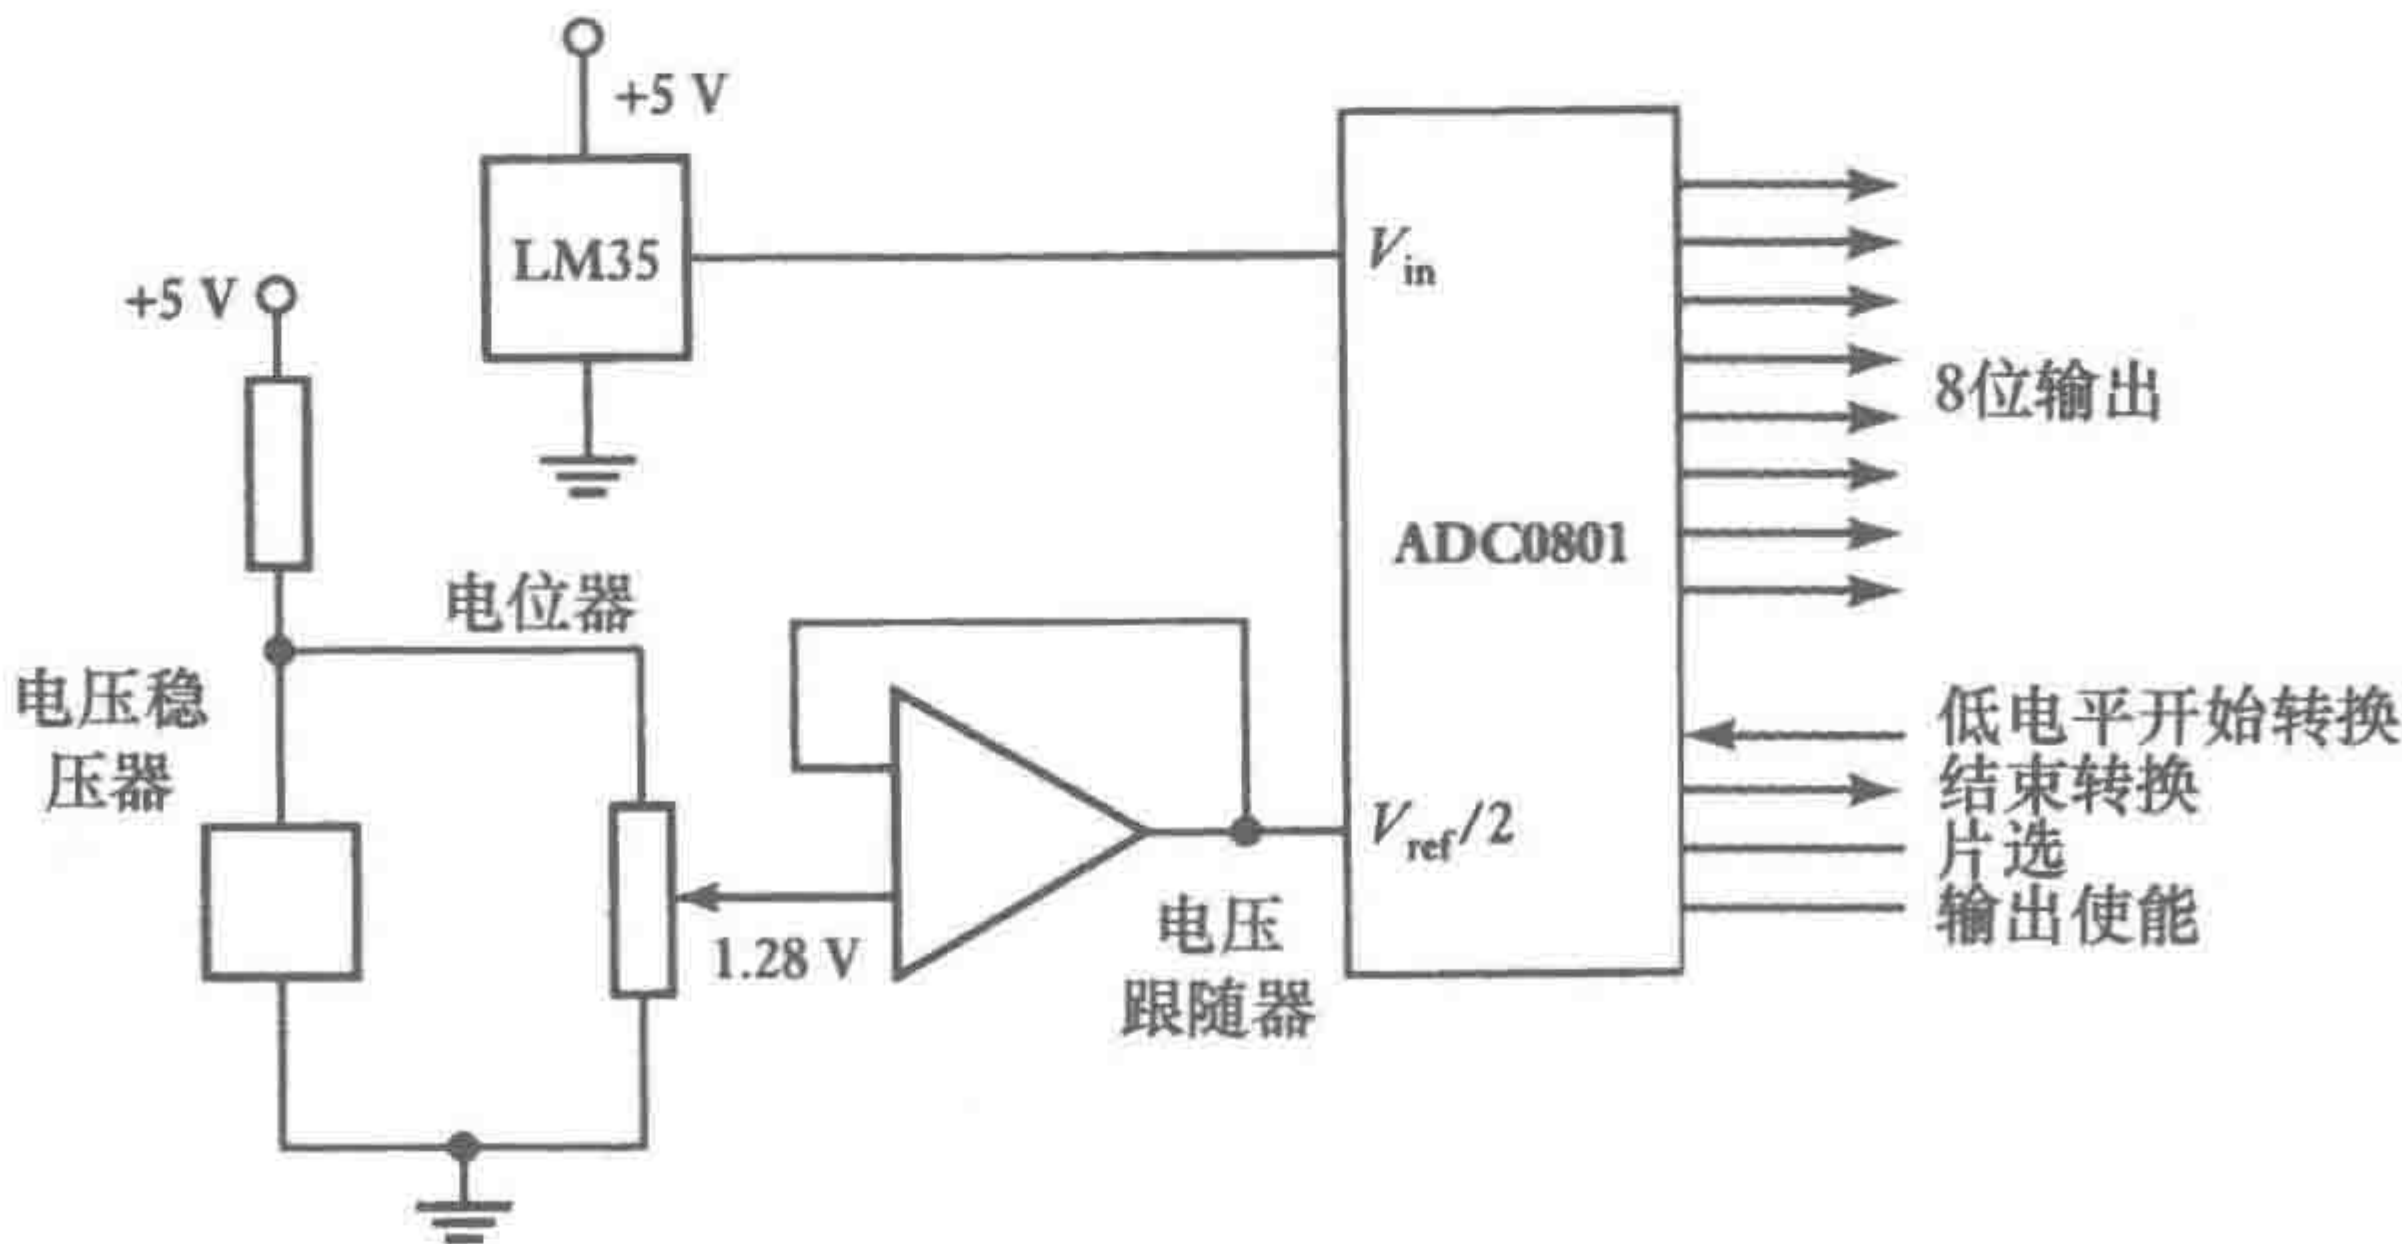 +5 V
LM35
+5 V
V_in
8位输出
ADC0801
电位器
电压稳
压器
低电平开始转换
结束转换
片选
输出使能
V_ref/2
1.28 V
电压
跟随器